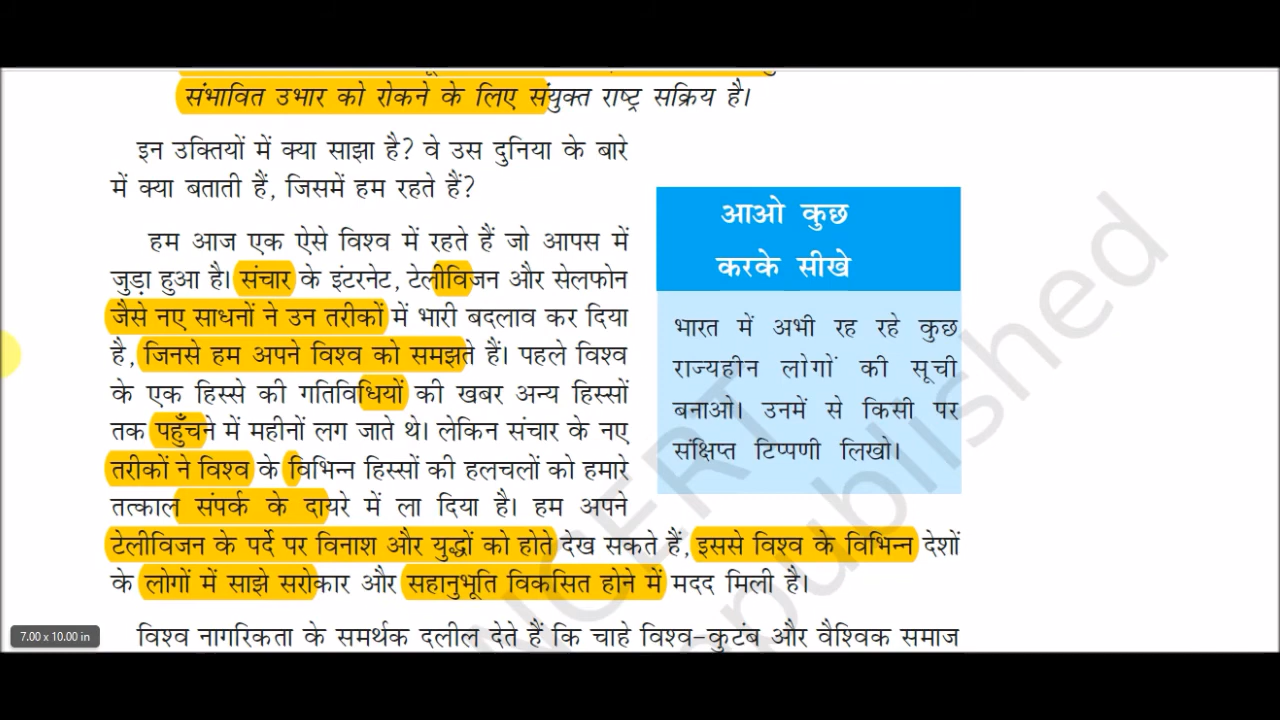 संभावित उभार को रोकने के लिए संयुक्त राष्ट्र सक्रिय है।
इन उक्तियों में क्या साझा है? वे उस दुनिया के बारे
में क्या बताती हैं, जिसमें हम रहते हैं?
हम आज एक ऐसे विश्व में रहते हैं जो आपस में
जुड़ा हुआ है। संचार के इंटरनेट, टेलीविजन और सेलफोन
जैसे नए साधनों ने उन तरीकों में भारी बदलाव कर दिया
है, जिनसे हम अपने विश्व को समझते हैं। पहले विश्व
के एक हिस्से की गतिविधियों की खबर अन्य हिस्सों
तक पहुँचने में महीनों लग जाते थे। लेकिन संचार के नए
तरीकों ने विश्व के विभिन्न हिस्सों की हलचलों को हमारे
तत्काल संपर्क के दायरे में ला दिया है। हम अपने
टेलीविजन के पर्दे पर विनाश और युद्धों को होते देख सकते हैं, इससे विश्व के विभिन्न देशों
के लोगों में साझे सरोकार और सहानुभूति विकसित होने में मदद मिली है।
विश्व नागरिकता के समर्थक दलील देते हैं कि चाहे विश्व-कुटंब और वैश्विक समाज
आओ कुछ
करके सीखे
भारत में अभी रह रहे कुछ
राज्यहीन लोगों की सूची
बनाओ। उनमें से किसी पर
संक्षिप्त टिप्पणी लिखो।
NCERT
republished
7.00 x 10.00 in